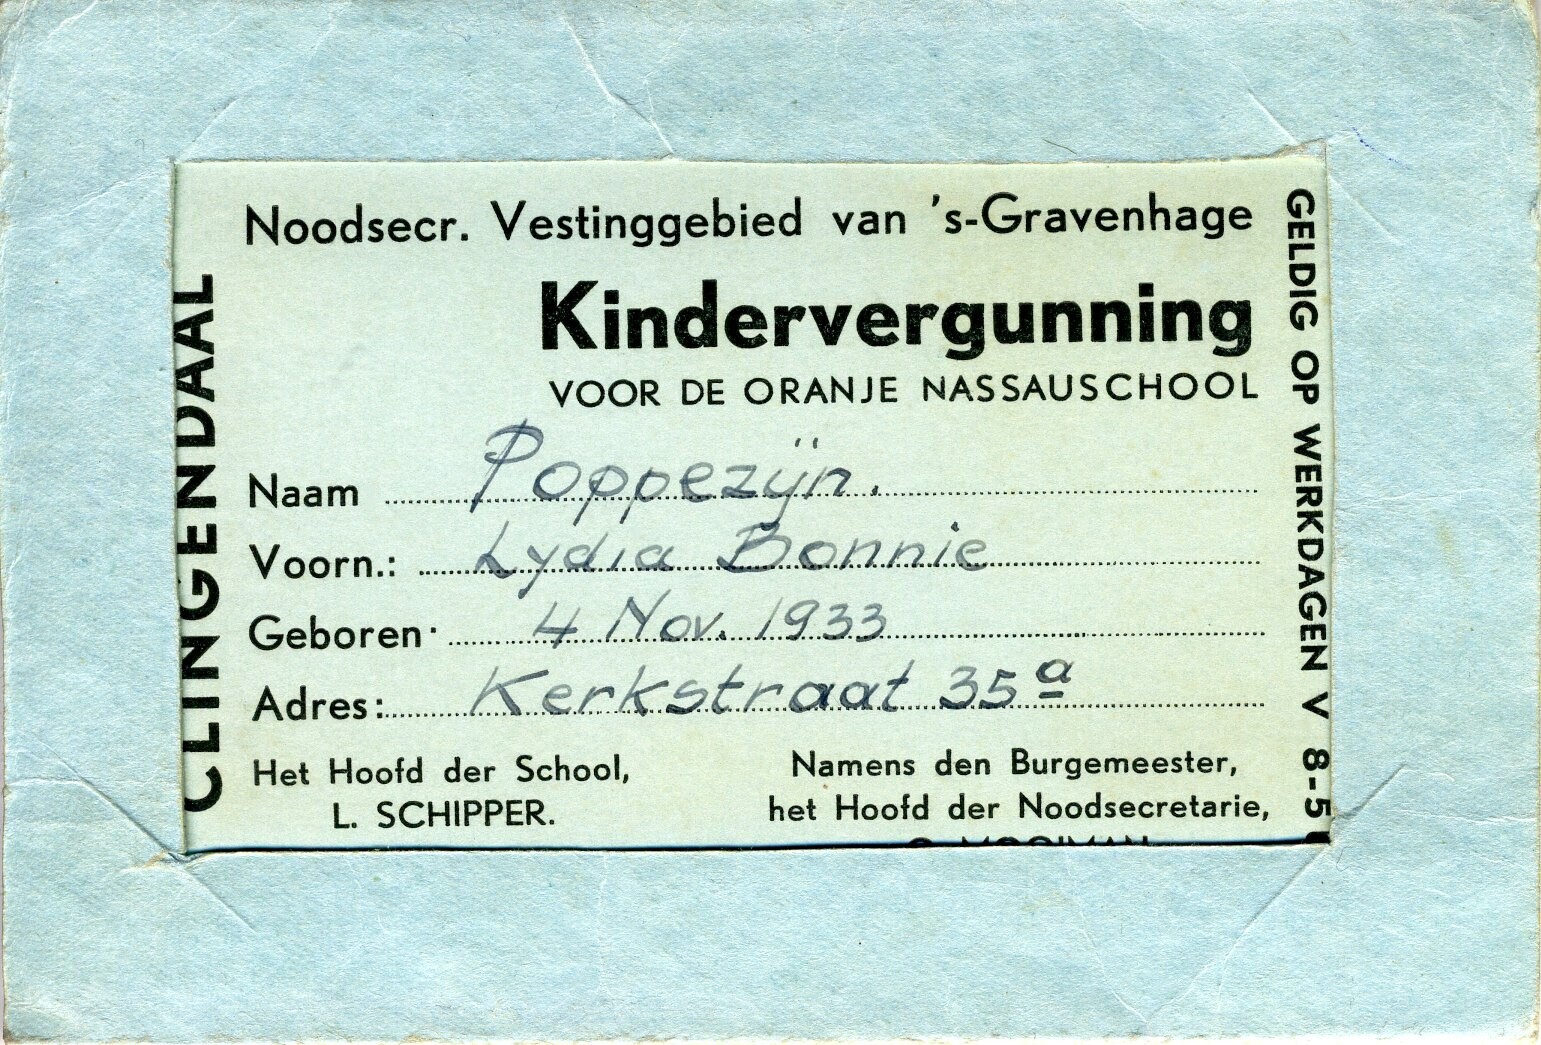 Noodsecr. Vestinggebied van 's-Gravenhage
Kindervergunning
VOOR DE ORANJE NASSAUSCHOOL
Naam Poppezijn.
Voorn.: Lydia Bonnie
Geboren· 4 Nov. 1933
Adres: Kerkstraat 35a
Het Hoofd der School,
L. SCHIPPER.
Namens den Burgemeester,
het Hoofd der Noodsecretarie,
CLINGENDAAL
GELDIG OP WERKDAGEN V 8-5